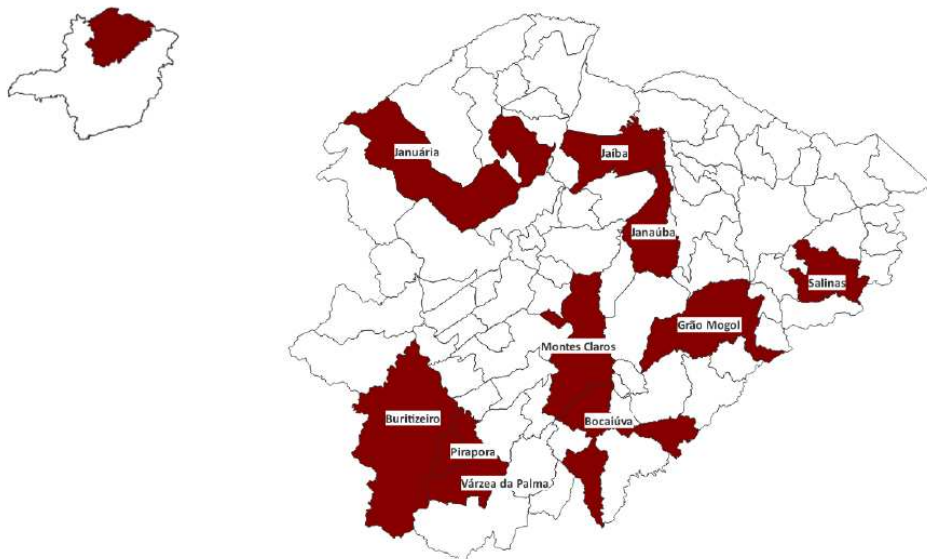 Januária
Jaíba
Janaúba
Salinas
Grão Mogol
Montes Claros
Buritizeiro
Bocaiúva
Pirapora
Várzea da Palma